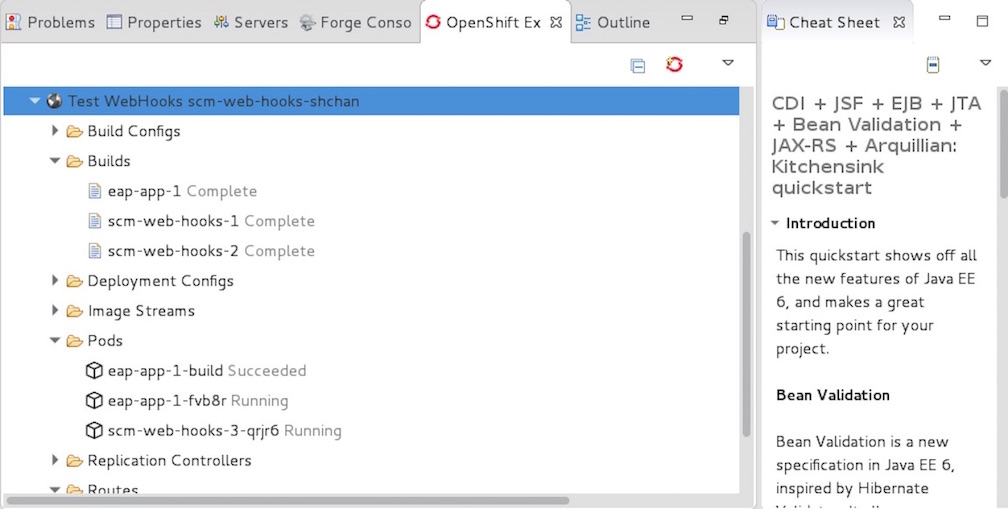 Problems
Properties
Servers
Forge Conso
OpenShift Ex
Outline
Test WebHooks scm-web-hooks-shchan
Build Configs
Builds
eap-app-1 Complete
scm-web-hooks-1 Complete
scm-web-hooks-2 Complete
Deployment Configs
Image Streams
Pods
eap-app-1-build Succeeded
eap-app-1-fvb8r Running
scm-web-hooks-3-qrjr6 Running
Replication Controllers
Routes
Cheat Sheet
CDI + JSF + EJB + JTA
+ Bean Validation +
JAX-RS + Arquillian:
Kitchensink
quickstart
Introduction
This quickstart shows off all
the new features of Java EE
6, and makes a great
starting point for your
project.
Bean Validation
Bean Validation is a new
specification in Java EE 6,
inspired by Hibernate